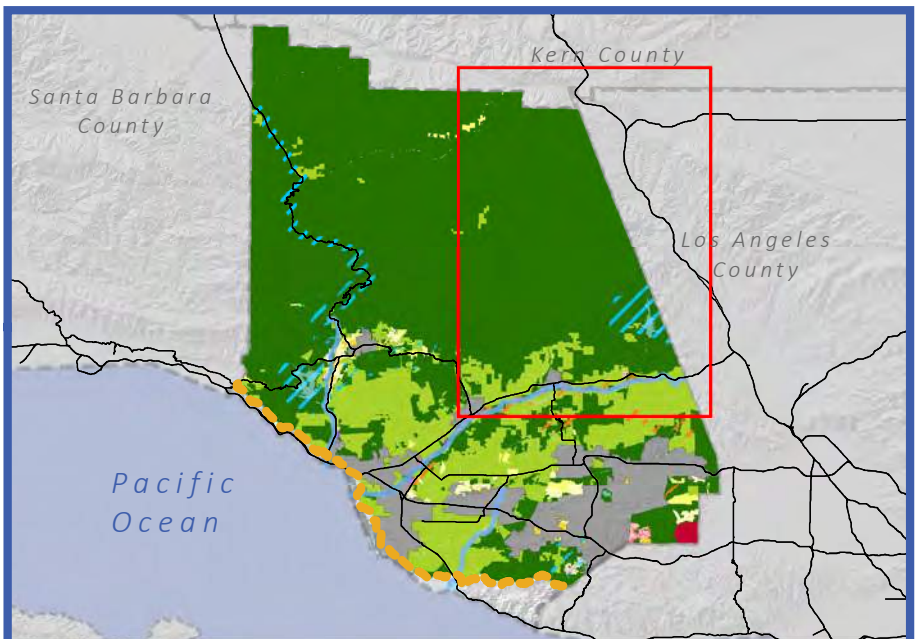 Kern County
Santa Barbara
County
Los Angeles
County
Pacific
Ocean